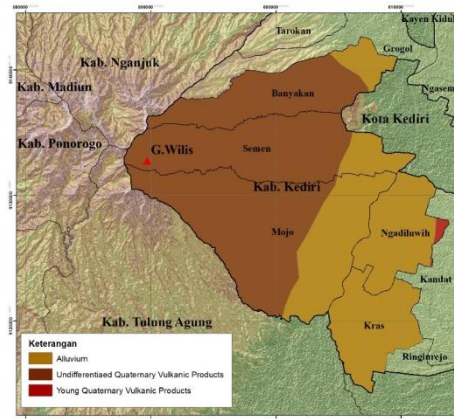 Kayen Kidul
Tarokan
Grogol
Kab. Nganjuk
Ngasem
Kab. Madiun
Banyakan
Kota Kediri
Kab. Ponorogo
G.Wilis
Semen
Kab. Kediri
Mojo
Ngadiluwih
Kandat
Kab. Tulung Agung
Kras
Ringinrejo
Keterangan
Alluvium
Undifferentiaed Quaternary Vulkanic Products
Young Quaternary Vulkanic Products